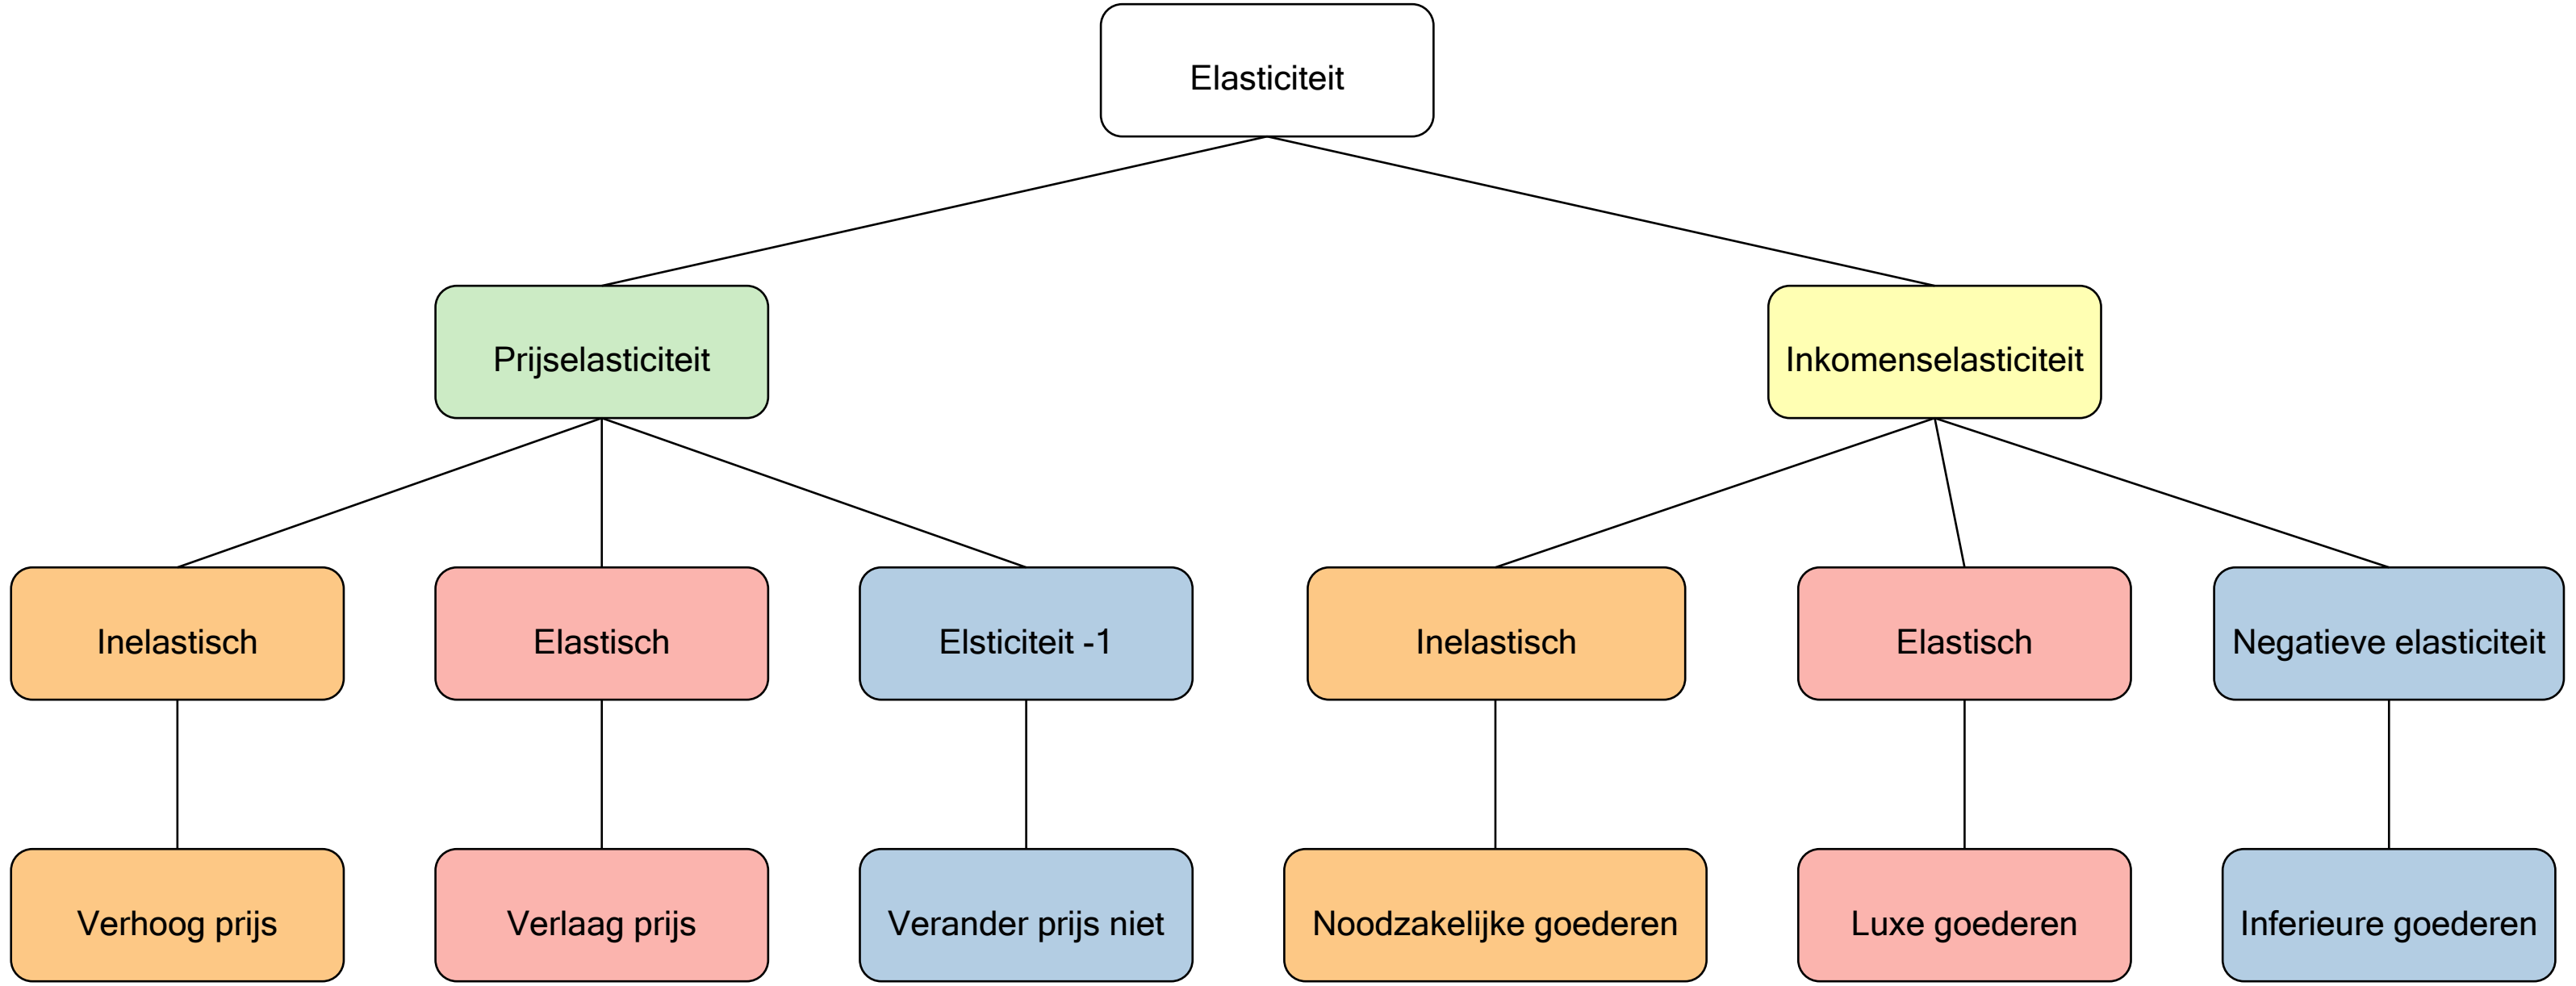 Elasticiteit
Prijselasticiteit
Inkomenselasticiteit
Inelastisch
Elastisch
Elsticiteit -1
Inelastisch
Elastisch
Negatieve elasticiteit
Verhoog prijs
Verlaag prijs
Verander prijs niet
Noodzakelijke goederen
Luxe goederen
Inferieure goederen